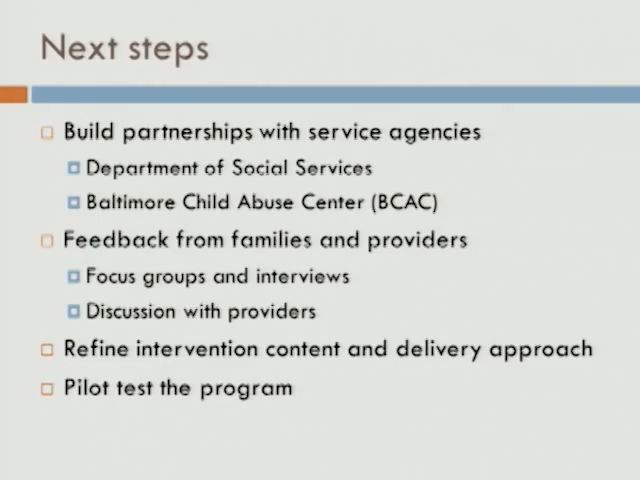 Next steps
Build partnerships with service agencies
Department of Social Services
Baltimore Child Abuse Center (BCAC)
Feedback from families and providers
Focus groups and interviews
Discussion with providers
Refine intervention content and delivery approach
Pilot test the program